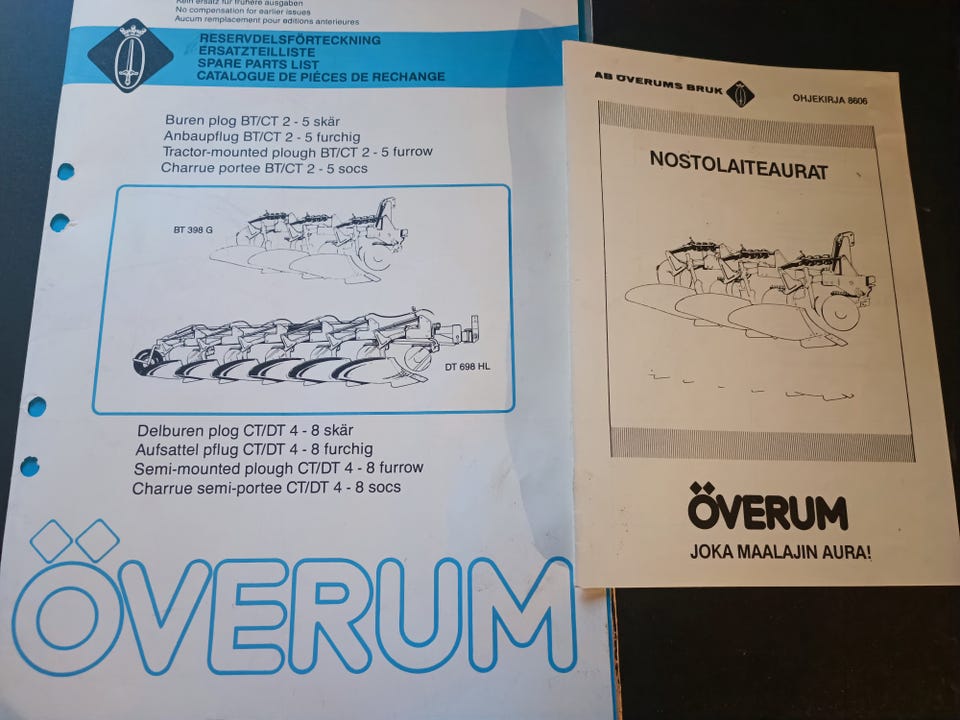 Kein ersatz für frühere ausgaben
No compensation for earlier issues
Aucum remplacement pour editions anterieures
RESERVDELSFÖRTECKNING
ERSATZTEILLISTE
SPARE PARTS LIST
CATALOGUE DE PIÉCES DE RECHANGE
Buren plog BT/CT 2 - 5 skär
Anbaupflug BT/CT 2 - 5 furchig
Tractor-mounted plough BT/CT 2 - 5 furrow
Charrue portee BT/CT 2 - 5 socs
BT 398 G
DT 698 HL
Delburen plog CT/DT 4 - 8 skär
Aufsattel pflug CT/DT 4 - 8 furchig
Semi-mounted plough CT/DT 4 - 8 furrow
Charrue semi-portee CT/DT 4 - 8 socs
ÖVERUM
AB ÖVERUMS BRUK
OHJEKIRJA 8606
NOSTOLAITEAURAT
ÖVERUM
JOKA MAALAJIN AURA!